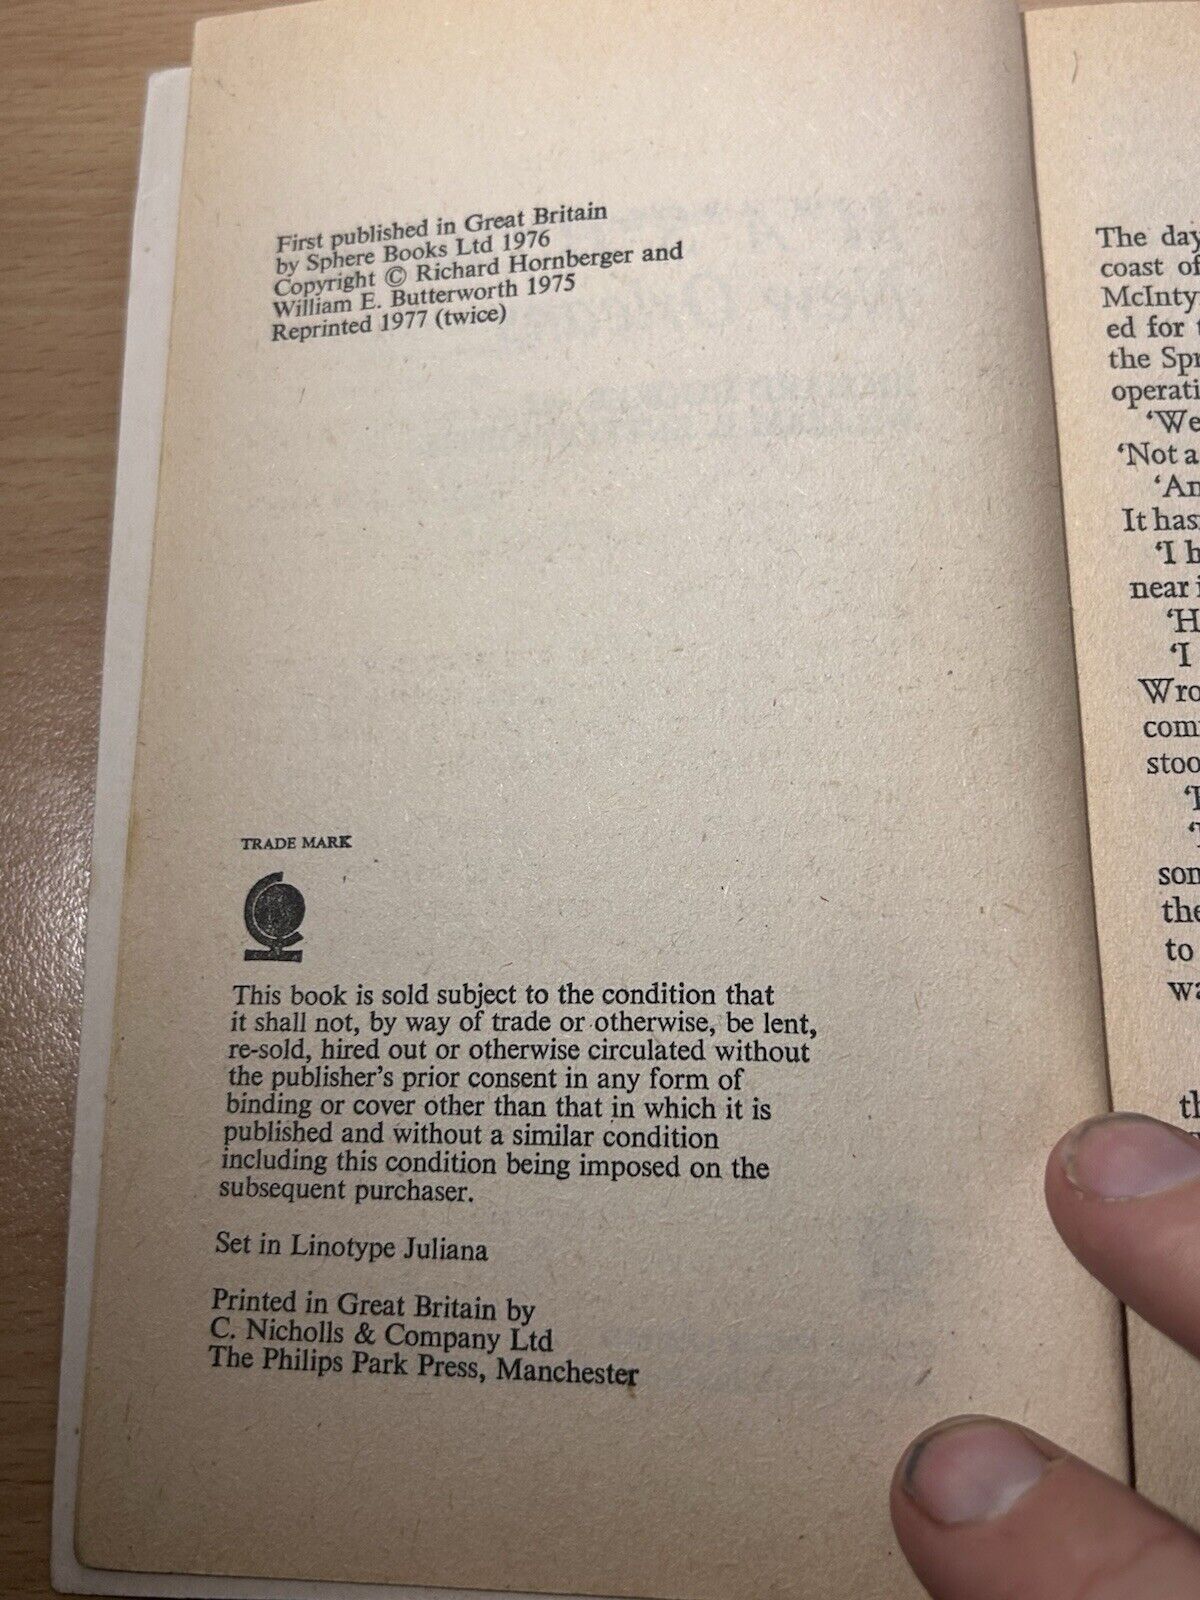 First published in Great Britain
by Sphere Books Ltd 1976
Copyright © Richard Hornberger and
William E. Butterworth 1975
Reprinted 1977 (twice)
TRADE MARK
This book is sold subject to the condition that
it shall not, by way of trade or otherwise, be lent,
re-sold, hired out or otherwise circulated without
the publisher's prior consent in any form of
binding or cover other than that in which it is
published and without a similar condition
including this condition being imposed on the
subsequent purchaser.
Set in Linotype Juliana
Printed in Great Britain by
C. Nicholls & Company Ltd
The Philips Park Press, Manchester
The day
coast of
McInty
ed for
the Spr
operati
'We
'Not a
'An
It has
'I h
near
'H
'I
Wro
com
stoo
som
the
to
wa
th